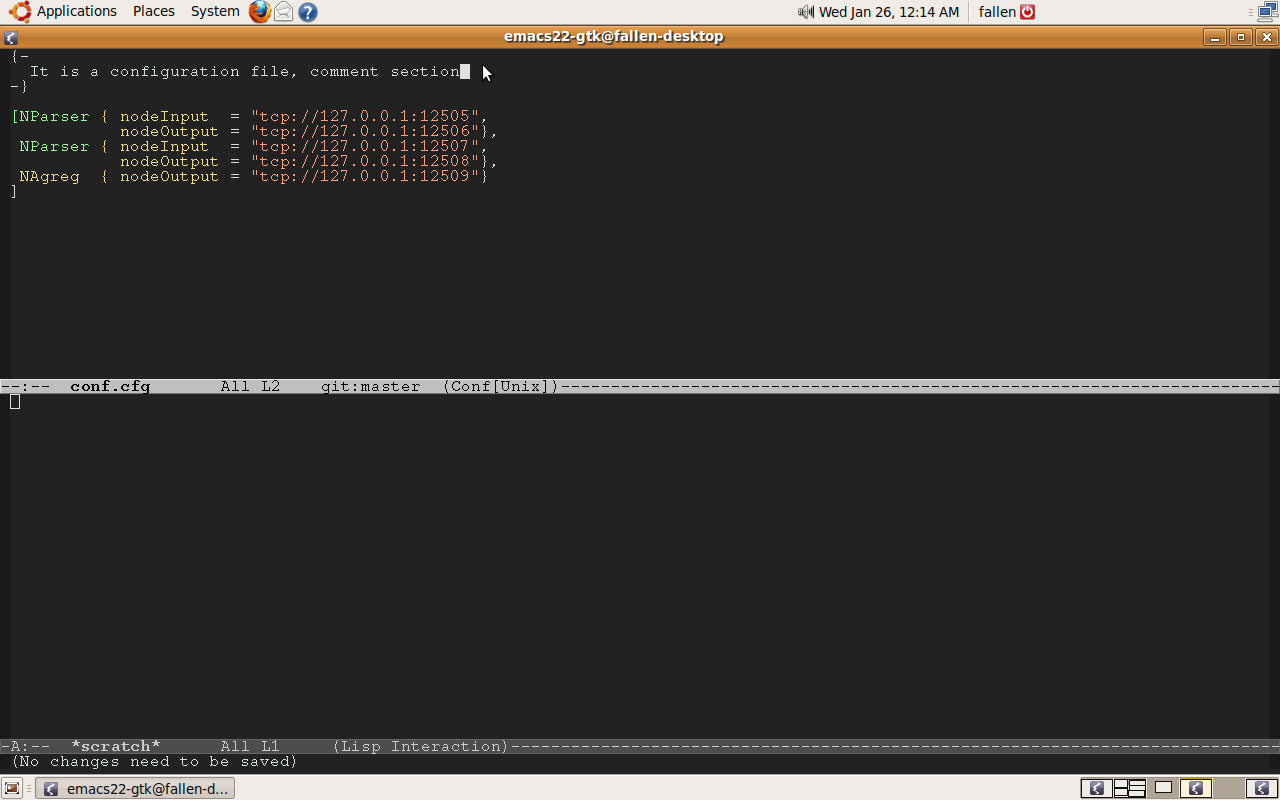 Applications Places System Wed Jan 26, 12:14 AM fallen
emacs22-gtk@fallen-desktop
{-
  It is a configuration file, comment section
-}
[NParser { nodeInput  = "tcp://127.0.0.1:12505",
           nodeOutput = "tcp://127.0.0.1:12506"},
 NParser { nodeInput  = "tcp://127.0.0.1:12507",
           nodeOutput = "tcp://127.0.0.1:12508"},
 NAgreg  { nodeOutput = "tcp://127.0.0.1:12509"}
]
--:--  conf.cfg       All L2    git:master  (Conf[Unix])------------------------------------------------------------------------
-A:--  *scratch*      All L1     (Lisp Interaction)-----------------------------------------------------------------------------
(No changes need to be saved)
emacs22-gtk@fallen-d...